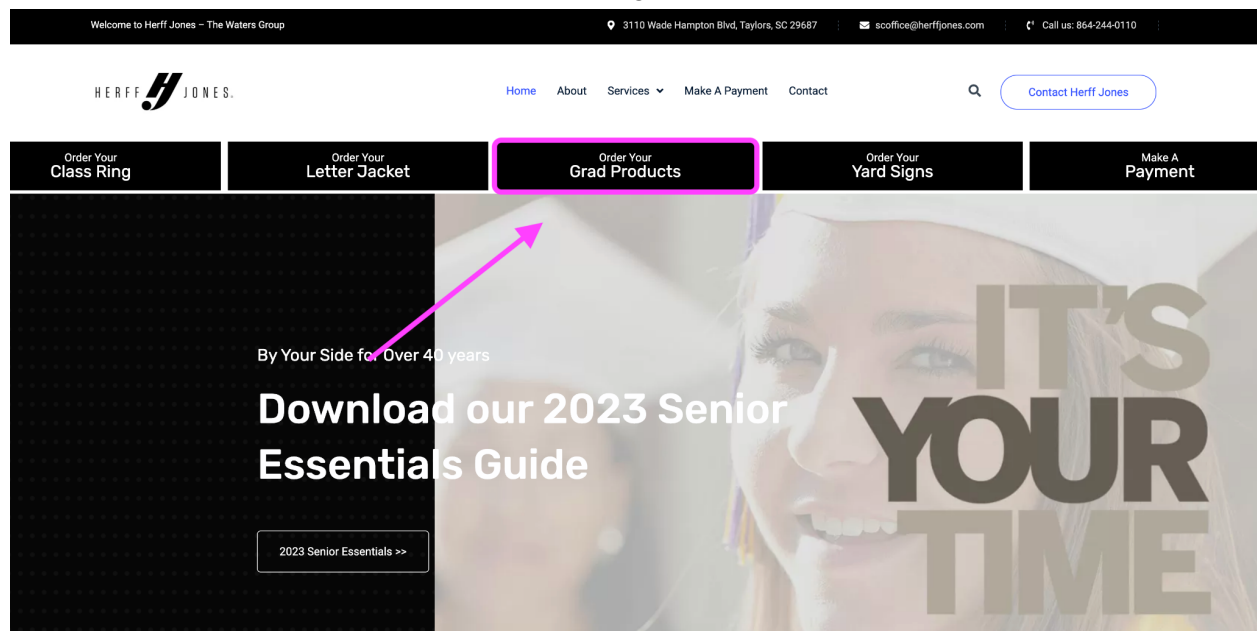 Welcome to Herff Jones – The Waters Group
3110 Wade Hampton Blvd, Taylors, SC 29687
scoffice@herffjones.com
Call us: 864-244-0110
HERFF JONES.
Home About Services Make A Payment Contact
Contact Herff Jones
Order Your
Class Ring
Order Your
Letter Jacket
Order Your
Grad Products
Order Your
Yard Signs
Make A
Payment
By Your Side for Over 40 years
Download our 2023 Senior
Essentials Guide
2023 Senior Essentials >>
IT'S
YOUR
TIME